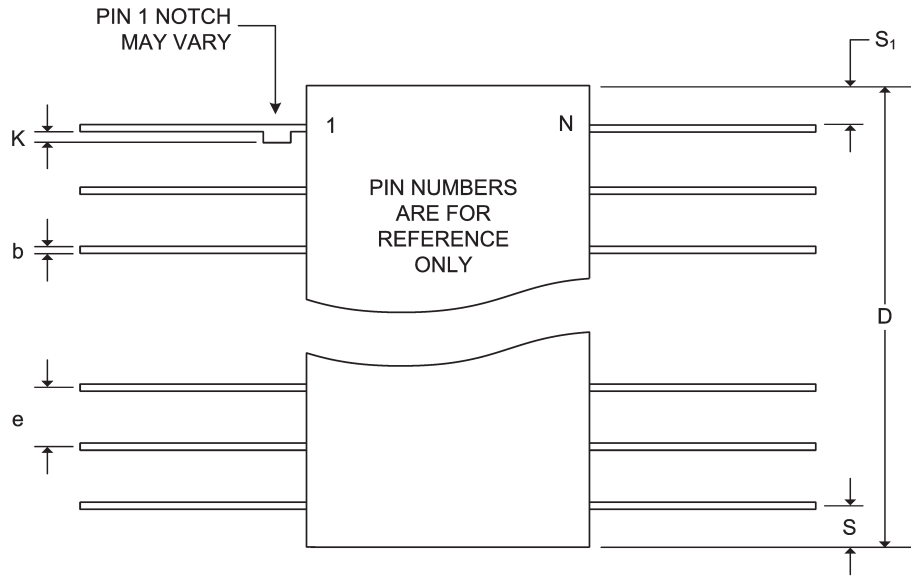 PIN 1 NOTCH
MAY VARY
S₁
K
1
N
PIN NUMBERS
ARE FOR
REFERENCE
ONLY
b
D
e
S